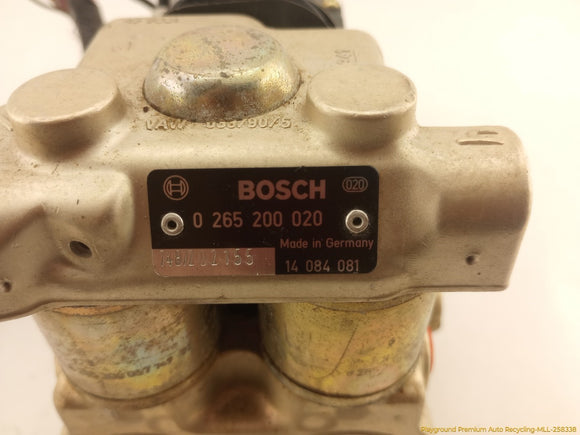 BOSCH
020
0 265 200 020
Made in Germany
14 084 081
Playground Premium Auto Recycling-MLL-258338